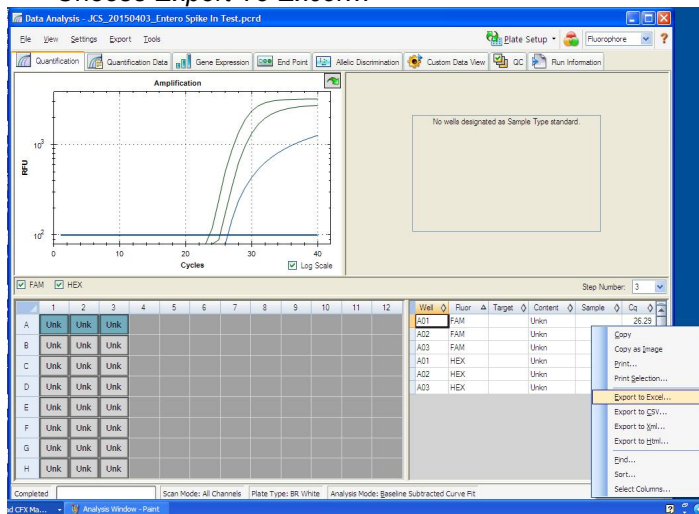 Data Analysis - JCS_20150403_Entero Spike In Test.pcrd
File View Settings Export Tools
Plate Setup
Fluorophore
?
Quantification Quantification Data Gene Expression End Point Allelic Discrimination Custom Data View QC Run Information
Amplification
RFU
10³
10²
0 10 20 30 40
Cycles
Log Scale
No wells designated as Sample Type standard.
FAM HEX
Step Number: 3
1 2 3 4 5 6 7 8 9 10 11 12
A Unk Unk Unk
B Unk Unk Unk
C Unk Unk Unk
D Unk Unk Unk
E Unk Unk Unk
F Unk Unk Unk
G Unk Unk Unk
H Unk Unk Unk
Well Fluor Target Content Sample Cq
A01 FAM Unkn 26.29
A02 FAM Unkn
A03 FAM Unkn
A01 HEX Unkn
A02 HEX Unkn
A03 HEX Unkn
Copy
Copy as Image
Print...
Print Selection...
Export to Excel...
Export to CSV...
Export to Xml...
Export to Html...
Find...
Sort...
Select Columns...
Completed Scan Mode: All Channels Plate Type: BR White Analysis Mode: Baseline Subtracted Curve Fit
ad CFX Ma... Analysis Window - Paint